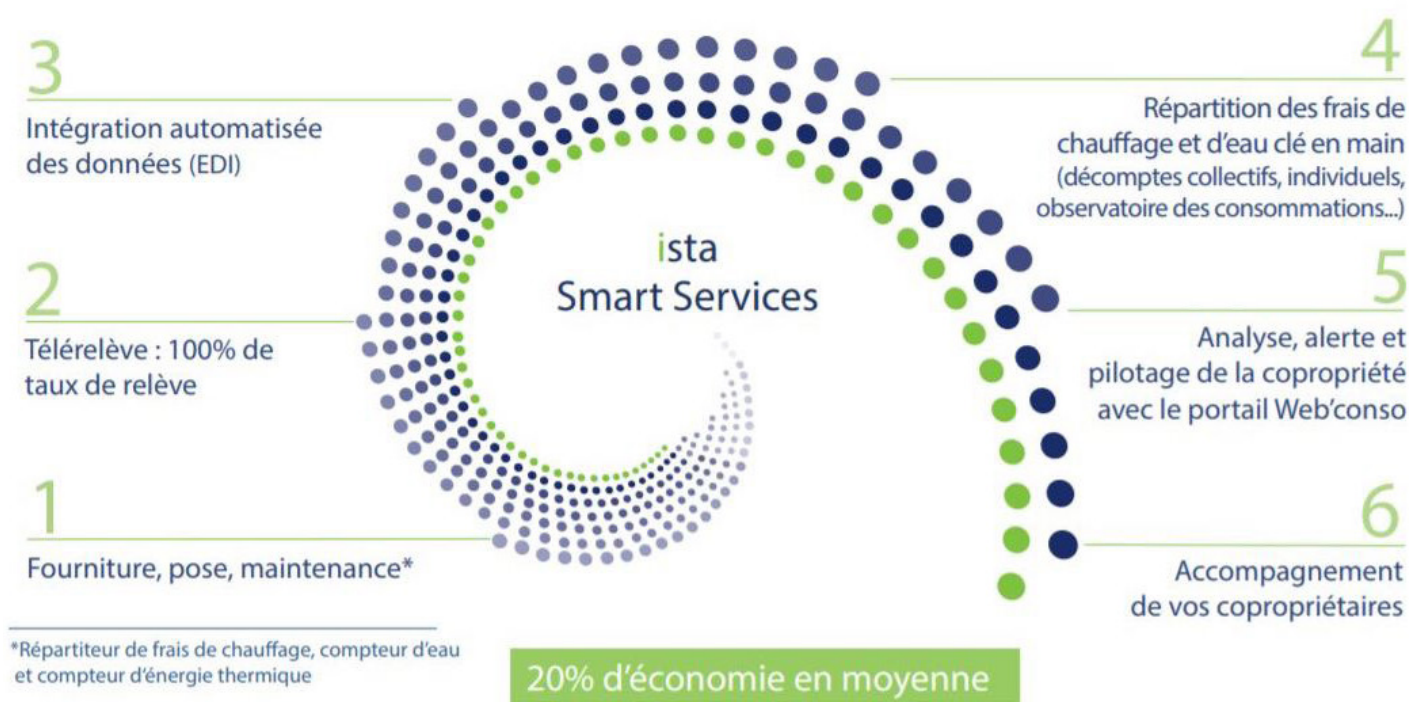 3
Intégration automatisée
des données (EDI)
2
Télérelève : 100% de
taux de relève
1
Fourniture, pose, maintenance*
*Répartiteur de frais de chauffage, compteur d'eau
et compteur d'énergie thermique
ista
Smart Services
20% d'économie en moyenne
4
Répartition des frais de
chauffage et d'eau clé en main
(décomptes collectifs, individuels,
observatoire des consommations...)
5
Analyse, alerte et
pilotage de la copropriété
avec le portail Web'conso
6
Accompagnement
de vos copropriétaires